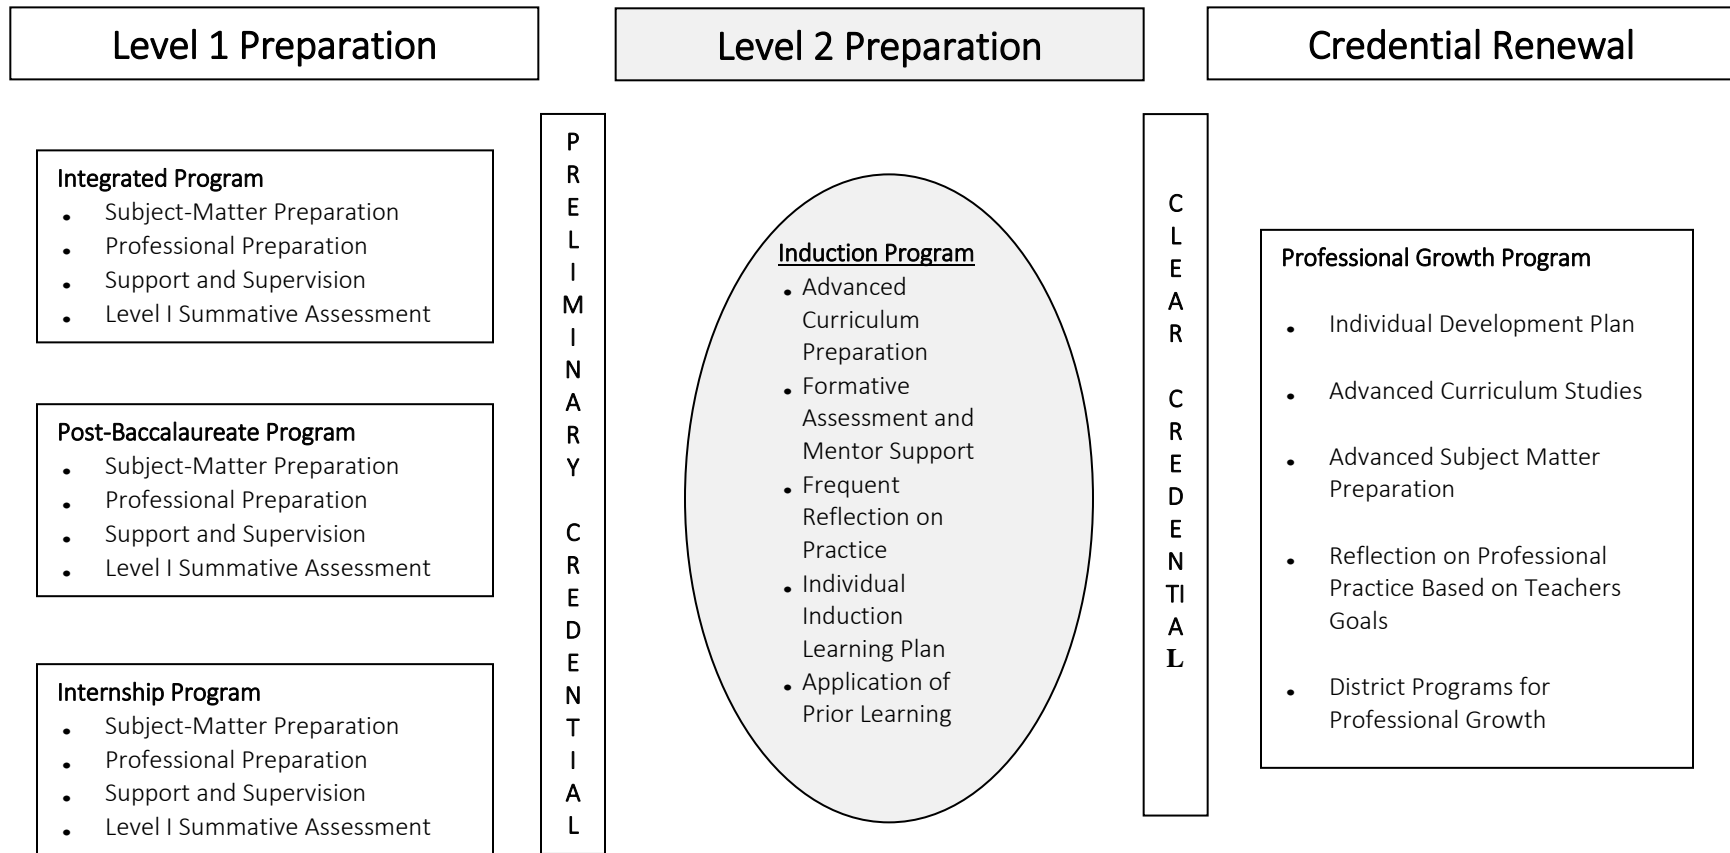 Level 1 Preparation
Level 2 Preparation
Credential Renewal
Integrated Program
• Subject-Matter Preparation
• Professional Preparation
• Support and Supervision
• Level I Summative Assessment
Post-Baccalaureate Program
• Subject-Matter Preparation
• Professional Preparation
• Support and Supervision
• Level I Summative Assessment
Internship Program
• Subject-Matter Preparation
• Professional Preparation
• Support and Supervision
• Level I Summative Assessment
PRELIMINARY CREDENTIAL
Induction Program
• Advanced
Curriculum
Preparation
• Formative
Assessment and
Mentor Support
• Frequent
Reflection on
Practice
• Individual
Induction
Learning Plan
• Application of
Prior Learning
CLEAR CREDENTIAL
Professional Growth Program
• Individual Development Plan
• Advanced Curriculum Studies
• Advanced Subject Matter
Preparation
• Reflection on Professional
Practice Based on Teachers
Goals
• District Programs for
Professional Growth